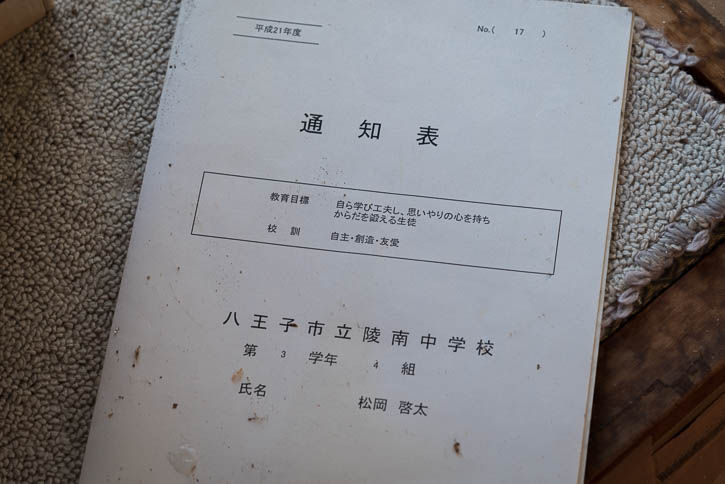 平成21年度
No.( 17 )
通知表
教育目標 自ら学び工夫し、思いやりの心を持ち
からだを鍛える生徒
校 訓 自主・創造・友愛
八王子市立陵南中学校
第 3 学年 4 組
氏名 松岡 啓太